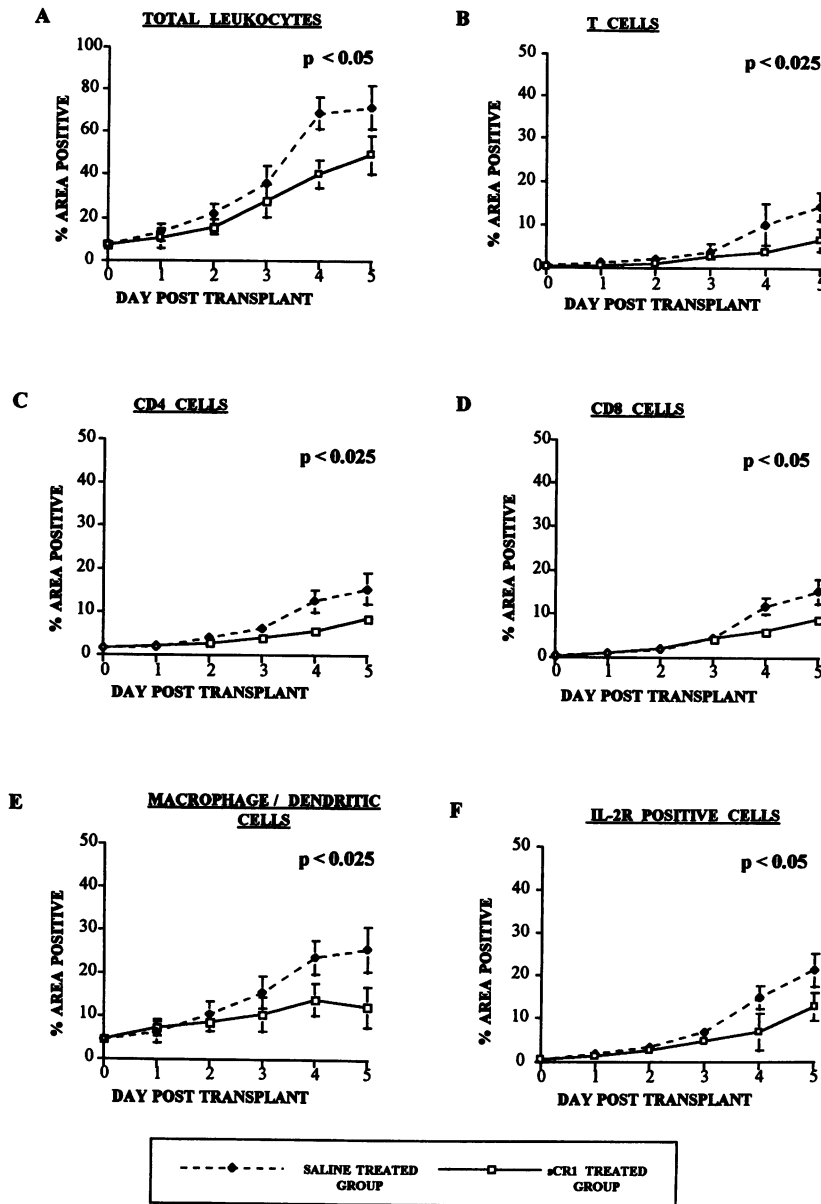 A
TOTAL LEUKOCYTES
p < 0.05
% AREA POSITIVE
100
80
60
40
20
0
0 1 2 3 4 5
DAY POST TRANSPLANT
B
T CELLS
p < 0.025
% AREA POSITIVE
50
40
30
20
10
0
0 1 2 3 4 5
DAY POST TRANSPLANT
C
CD4 CELLS
p < 0.025
% AREA POSITIVE
50
40
30
20
10
0
0 1 2 3 4 5
DAY POST TRANSPLANT
D
CD8 CELLS
p < 0.05
% AREA POSITIVE
50
40
30
20
10
0
0 1 2 3 4 5
DAY POST TRANSPLANT
E
MACROPHAGE / DENDRITIC
CELLS
p < 0.025
% AREA POSITIVE
50
40
30
20
10
0
0 1 2 3 4 5
DAY POST TRANSPLANT
F
IL-2R POSITIVE CELLS
p < 0.05
% AREA POSITIVE
50
40
30
20
10
0
0 1 2 3 4 5
DAY POST TRANSPLANT
SALINE TREATED
GROUP
sCR1 TREATED
GROUP